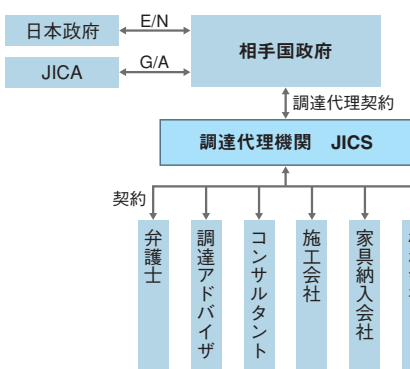 日本政府
E/N
相手国政府
JICA
G/A
調達代理契約
調達代理機関 JICS
契約
弁護士
調達アドバイザ
コンサルタント
施工会社
家具納入会社